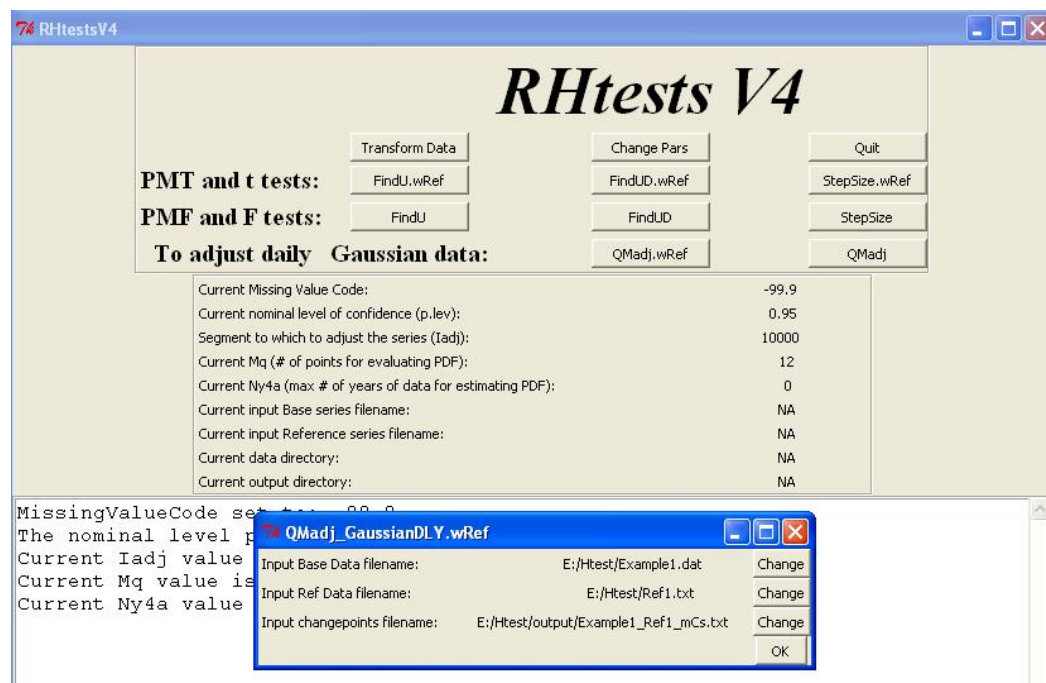 RHtestsV4
RHtests V4
Transform Data Change Pars Quit
PMT and t tests: FindU.wRef FindUD.wRef StepSize.wRef
PMF and F tests: FindU FindUD StepSize
To adjust daily Gaussian data: QMadj.wRef QMadj
Current Missing Value Code: -99.9
Current nominal level of confidence (p.lev): 0.95
Segment to which to adjust the series (Iadj): 10000
Current Mq (# of points for evaluating PDF): 12
Current Ny4a (max # of years of data for estimating PDF): 0
Current input Base series filename: NA
Current input Reference series filename: NA
Current data directory: NA
Current output directory: NA
MissingValueCode
The nominal level
Current Iadj value
Current Mq value is
Current Ny4a value
QMadj_GaussianDLY.wRef
Input Base Data filename: E:/Htest/Example1.dat Change
Input Ref Data filename: E:/Htest/Ref1.txt Change
Input changepoints filename: E:/Htest/output/Example1_Ref1_mCs.txt Change
OK